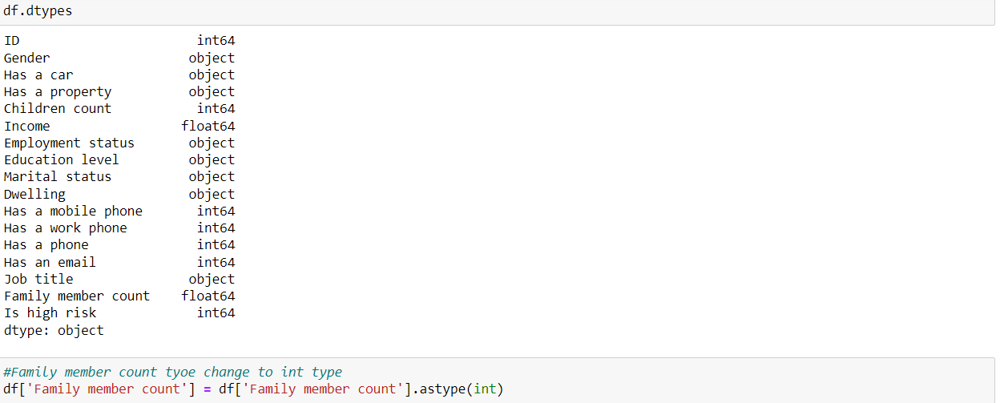 df.dtypes
ID int64
Gender object
Has a car object
Has a property object
Children count int64
Income float64
Employment status object
Education level object
Marital status object
Dwelling object
Has a mobile phone int64
Has a work phone int64
Has a phone int64
Has an email int64
Job title object
Family member count float64
Is high risk int64
dtype: object
#Family member count tyoe change to int type
df['Family member count'] = df['Family member count'].astype(int)